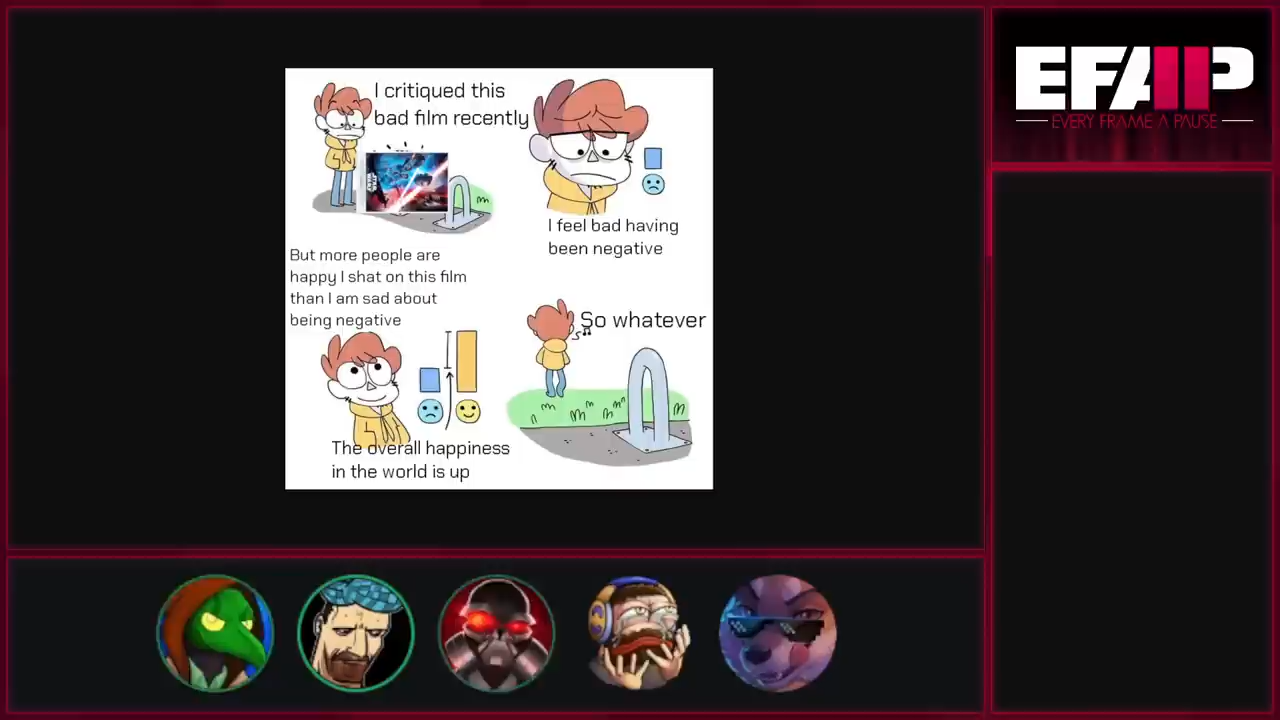 I critiqued this
bad film recently
STAR
WARS
I feel bad having
been negative
But more people are
happy I shat on this film
than I am sad about
being negative
The overall happiness
in the world is up
So whatever
EFAP
EVERY FRAME A PAUSE